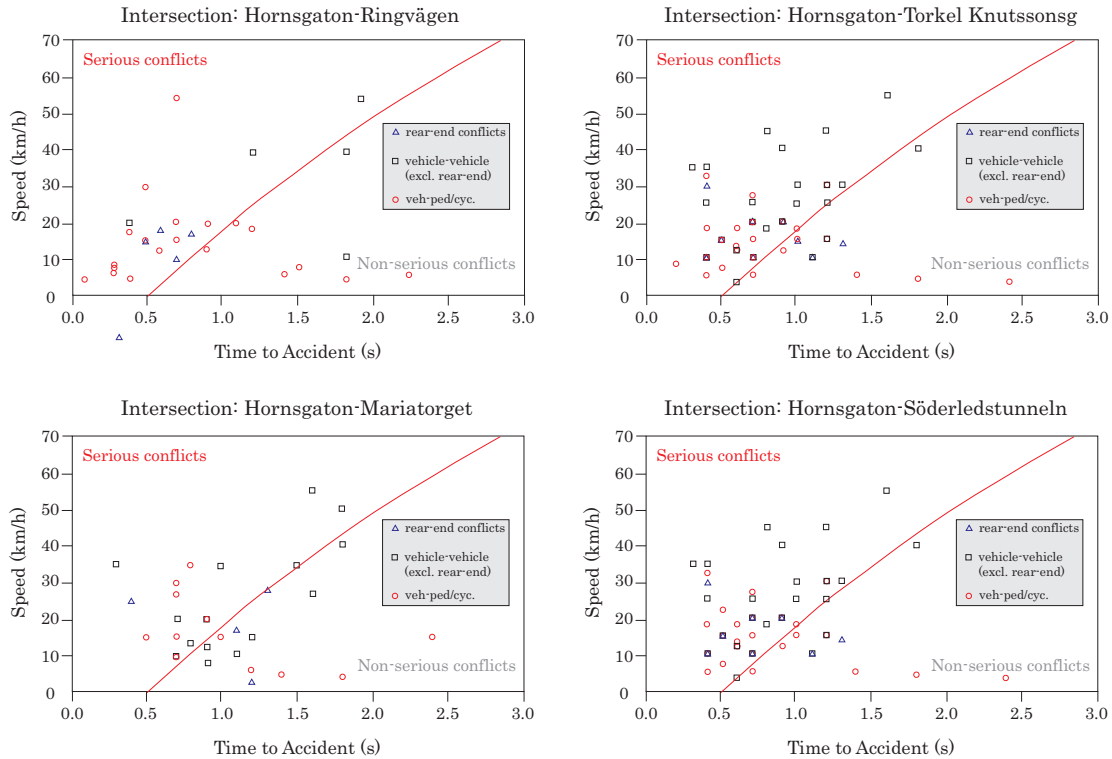 Intersection: Hornsgaton-Ringvägen
70
60
50
40
30
20
10
0
Speed (km/h)
Serious conflicts
rear-end conflicts
vehicle-vehicle
(excl. rear-end)
veh-ped/cyc.
Non-serious conflicts
0.0 0.5 1.0 1.5 2.0 2.5 3.0
Time to Accident (s)
Intersection: Hornsgaton-Torkel Knutssonsg
70
60
50
40
30
20
10
0
Speed (km/h)
Serious conflicts
rear-end conflicts
vehicle-vehicle
(excl. rear-end)
veh-ped/cyc.
Non-serious conflicts
0.0 0.5 1.0 1.5 2.0 2.5 3.0
Time to Accident (s)
Intersection: Hornsgaton-Mariatorget
70
60
50
40
30
20
10
0
Speed (km/h)
Serious conflicts
rear-end conflicts
vehicle-vehicle
(excl. rear-end)
veh-ped/cyc.
Non-serious conflicts
0.0 0.5 1.0 1.5 2.0 2.5 3.0
Time to Accident (s)
Intersection: Hornsgaton-Söderledstunneln
70
60
50
40
30
20
10
0
Speed (km/h)
Serious conflicts
rear-end conflicts
vehicle-vehicle
(excl. rear-end)
veh-ped/cyc.
Non-serious conflicts
0.0 0.5 1.0 1.5 2.0 2.5 3.0
Time to Accident (s)